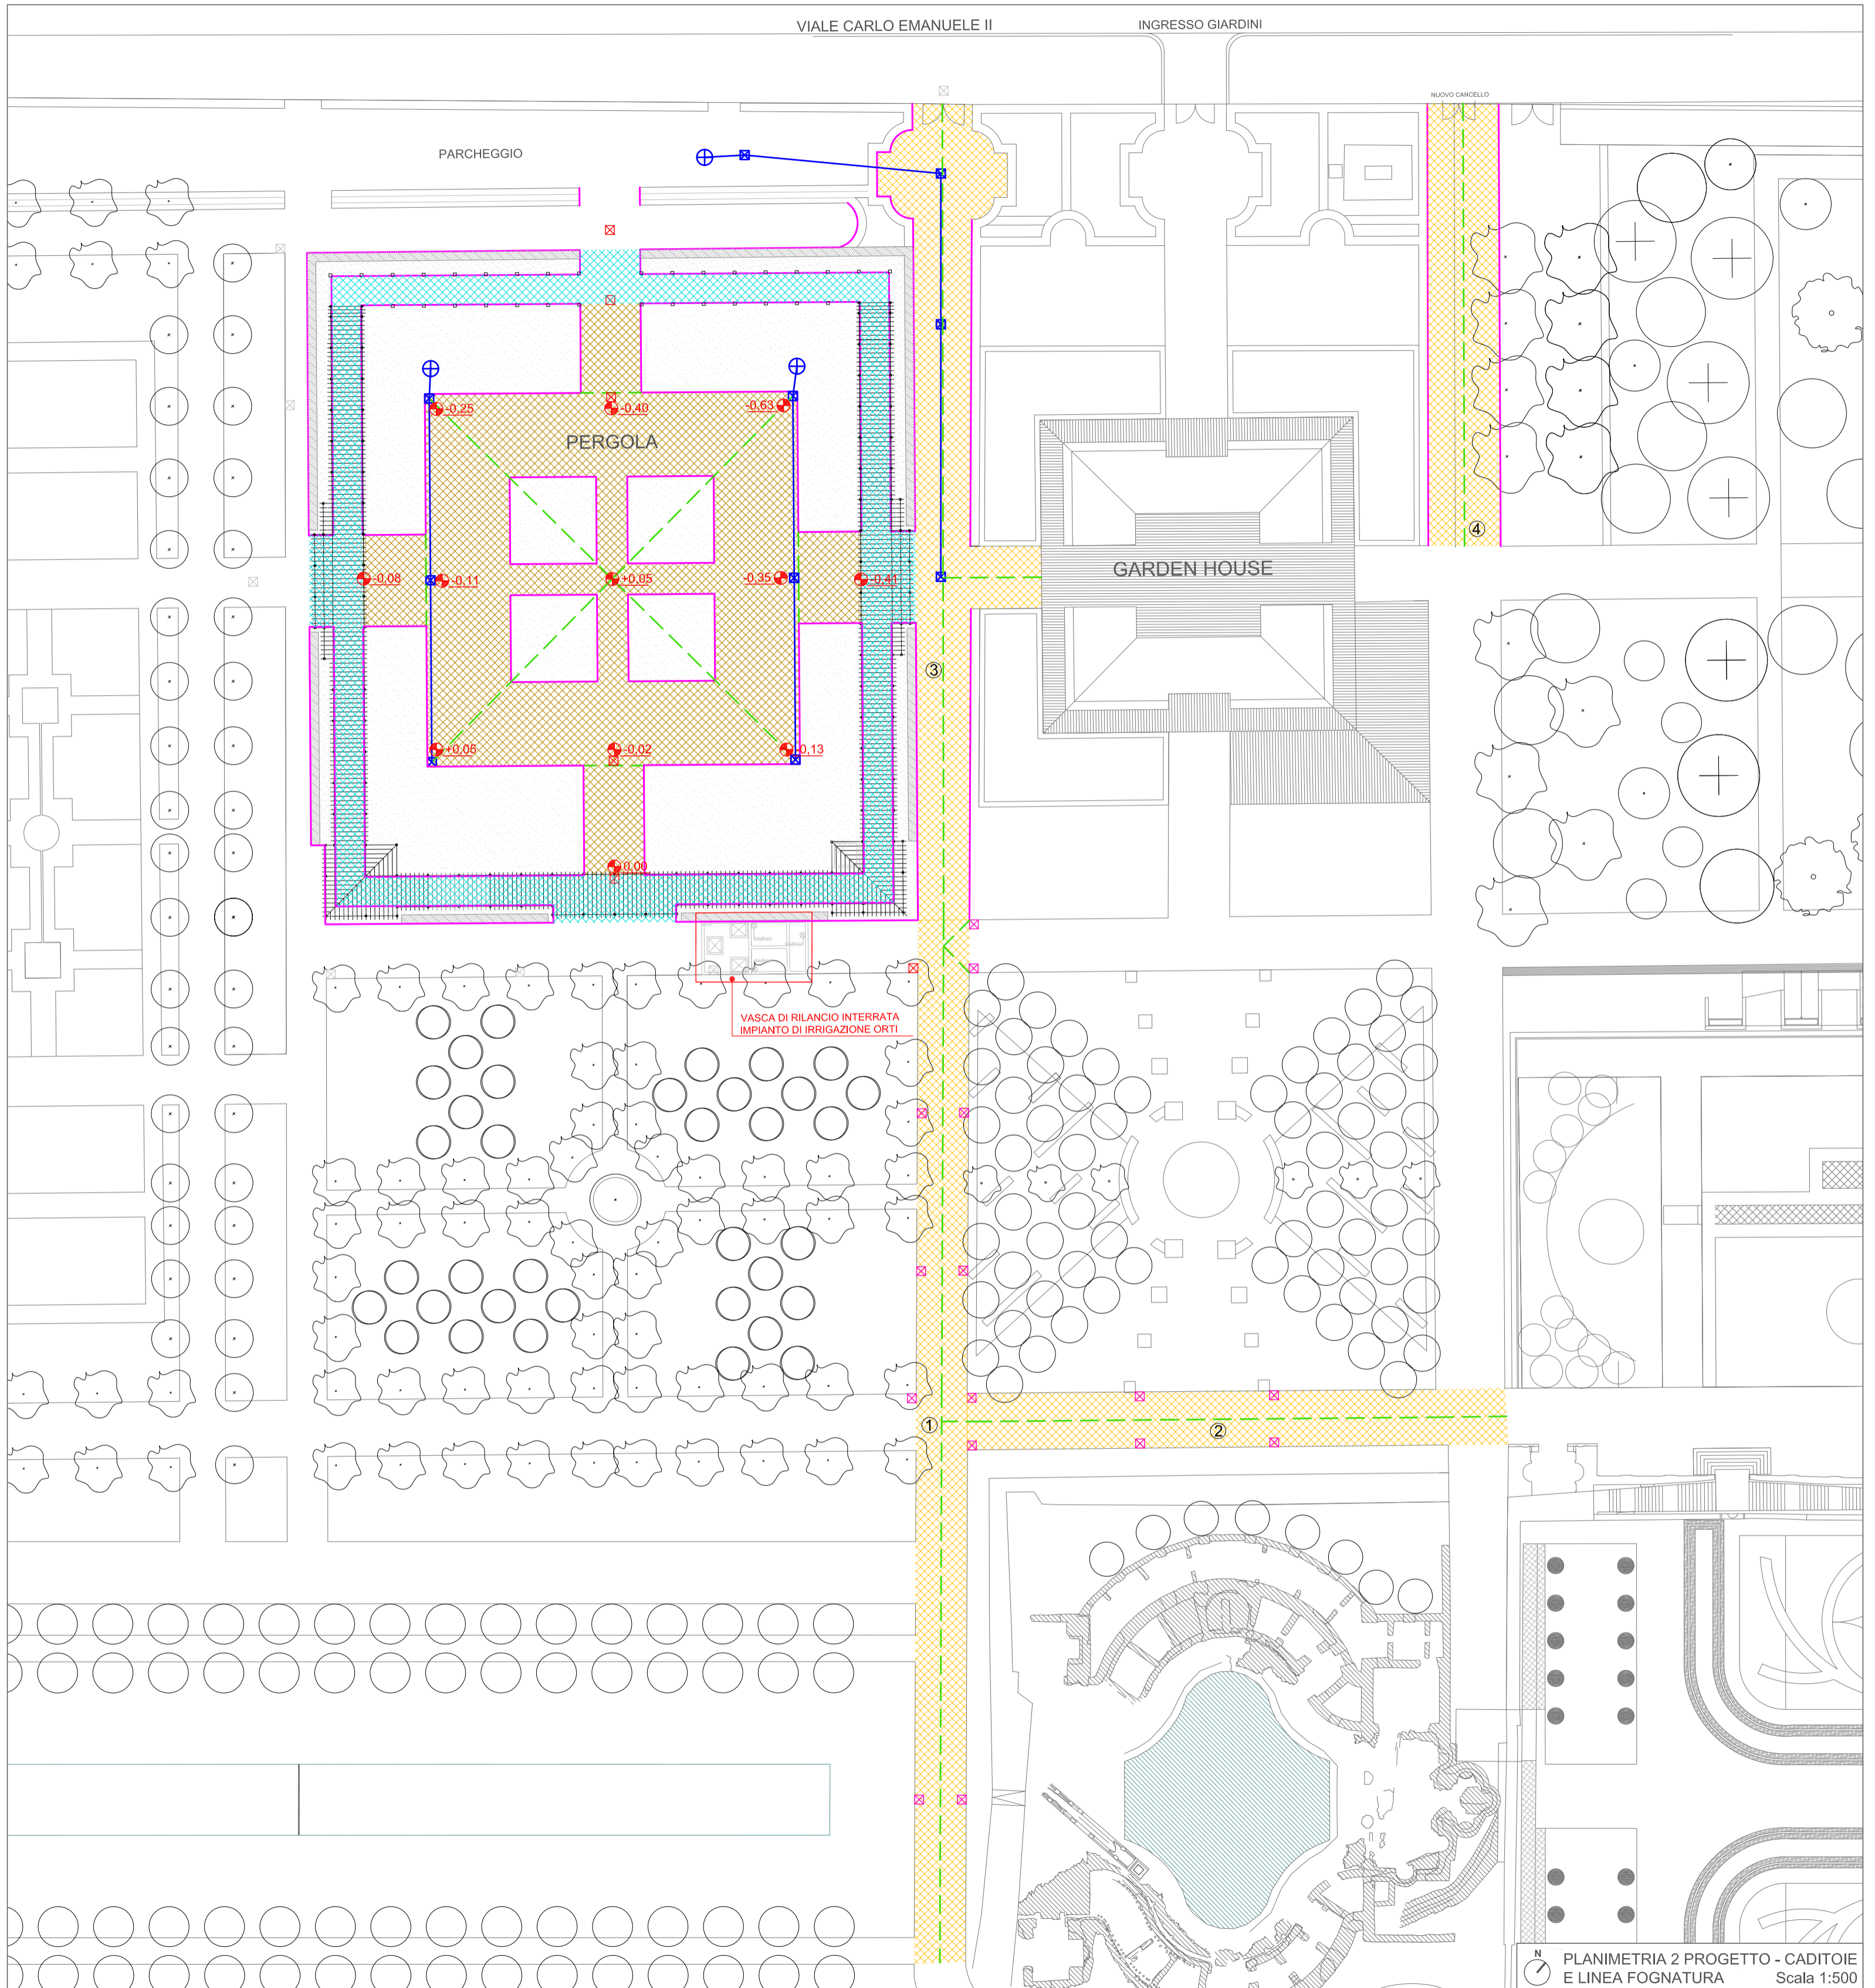 VIALE CARLO EMANUELE II
INGRESSO GIARDINI
NUOVO CANCELLO
PARCHEGGIO
-0,25
-0,40
-0,63
PERGOLA
4
GARDEN HOUSE
-0,08
-0,11
+0,05
-0,35
-0,41
3
+0,05
-0,02
-0,13
0,00
VASCA DI RILANCIO INTERRATA
IMPIANTO DI IRRIGAZIONE ORTI
1
2
N
PLANIMETRIA 2 PROGETTO - CADITOIE
E LINEA FOGNATURA Scala 1:500